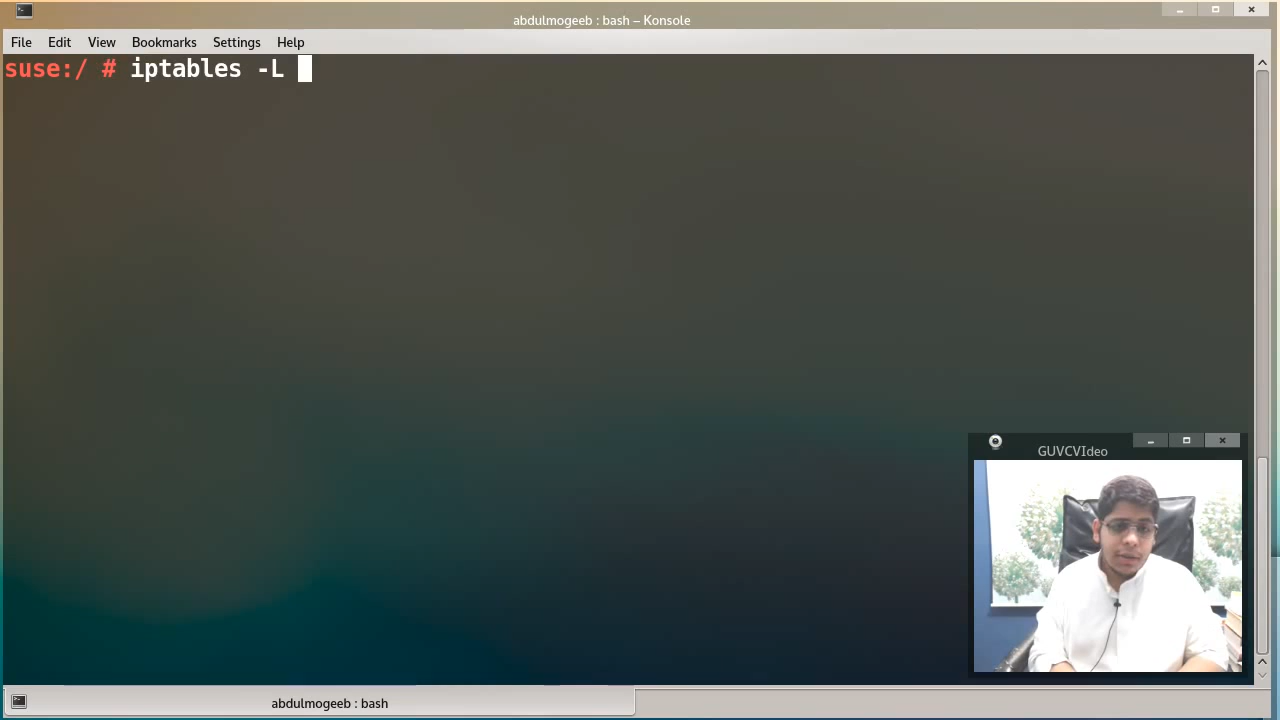 abdulmogeeb : bash – Konsole
File Edit View Bookmarks Settings Help
suse:/ # iptables -L
GUVCVIdeo
abdulmogeeb : bash